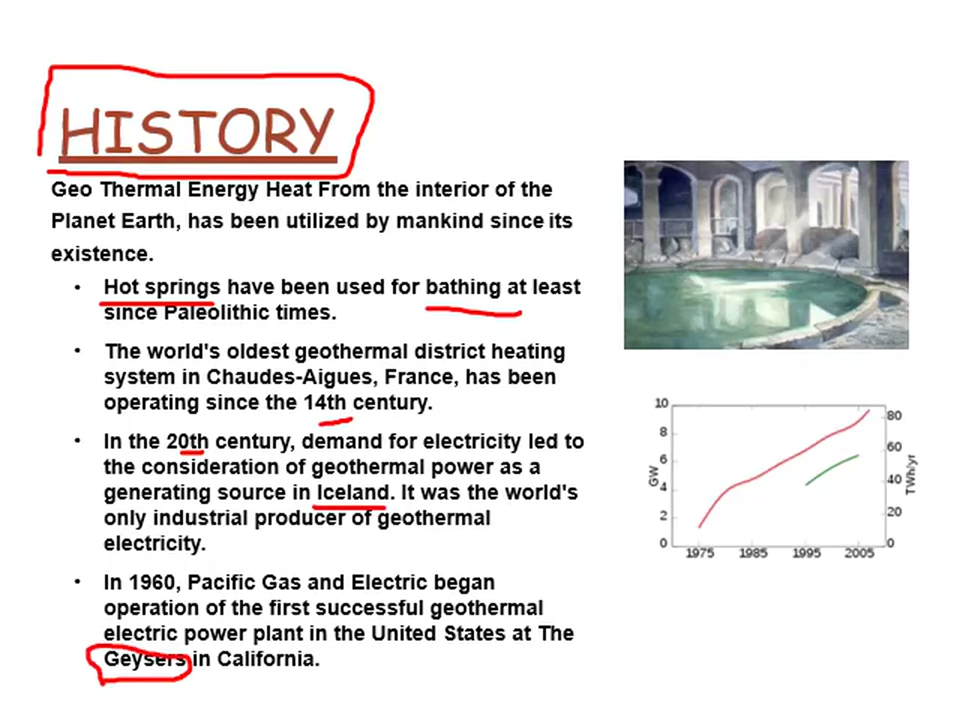 HISTORY
Geo Thermal Energy Heat From the interior of the
Planet Earth, has been utilized by mankind since its
existence.
• Hot springs have been used for bathing at least
since Paleolithic times.
• The world's oldest geothermal district heating
system in Chaudes-Aigues, France, has been
operating since the 14th century.
• In the 20th century, demand for electricity led to
the consideration of geothermal power as a
generating source in Iceland. It was the world's
only industrial producer of geothermal
electricity.
• In 1960, Pacific Gas and Electric began
operation of the first successful geothermal
electric power plant in the United States at The
Geysers in California.
10
8
6
4
2
0
GW
80
60
40
20
0
TWh/yr
1975 1985 1995 2005